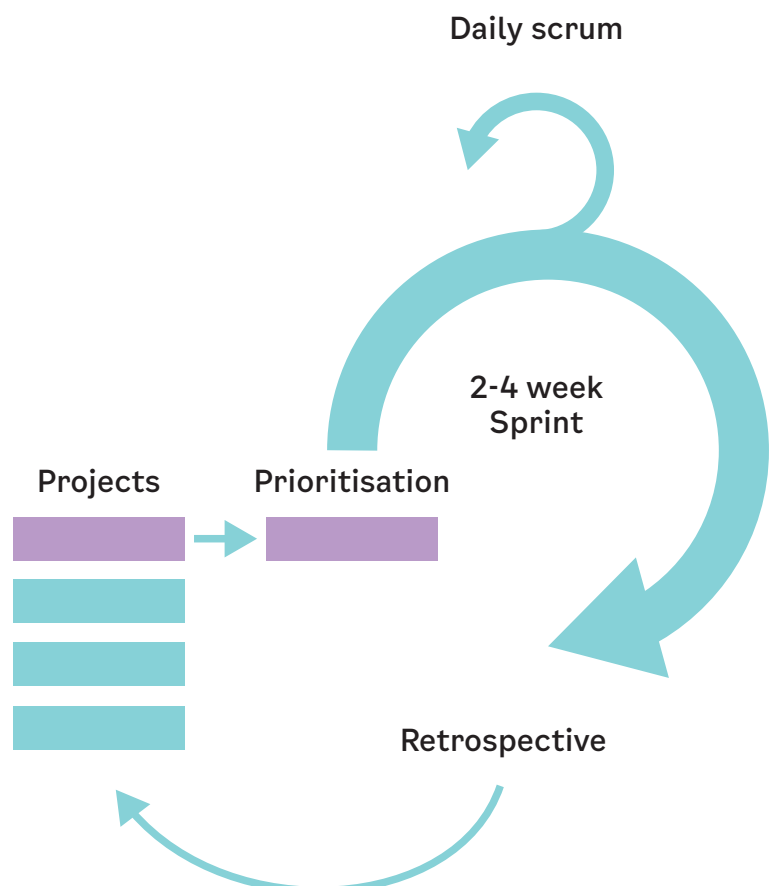 Daily scrum
2-4 week
Sprint
Projects
Prioritisation
Retrospective